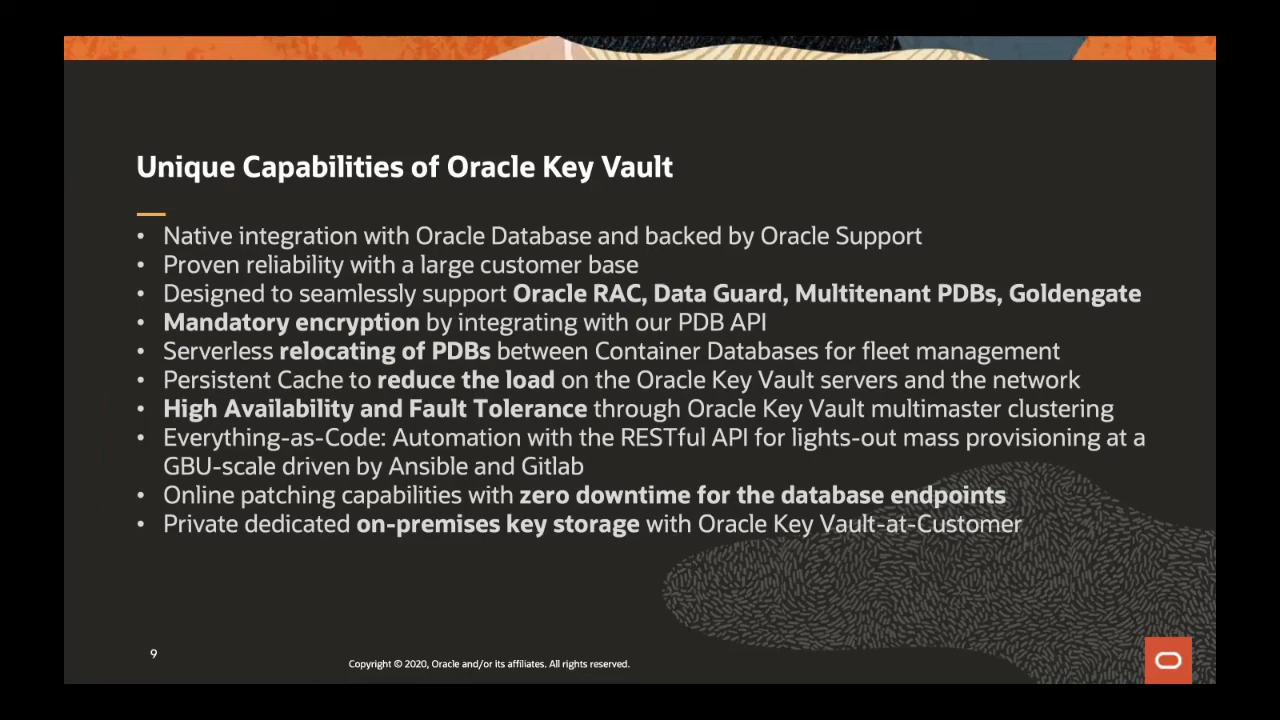 Unique Capabilities of Oracle Key Vault
• Native integration with Oracle Database and backed by Oracle Support
• Proven reliability with a large customer base
• Designed to seamlessly support Oracle RAC, Data Guard, Multitenant PDBs, Goldengate
• Mandatory encryption by integrating with our PDB API
• Serverless relocating of PDBs between Container Databases for fleet management
• Persistent Cache to reduce the load on the Oracle Key Vault servers and the network
• High Availability and Fault Tolerance through Oracle Key Vault multimaster clustering
• Everything-as-Code: Automation with the RESTful API for lights-out mass provisioning at a
GBU-scale driven by Ansible and Gitlab
• Online patching capabilities with zero downtime for the database endpoints
• Private dedicated on-premises key storage with Oracle Key Vault-at-Customer
9
Copyright © 2020, Oracle and/or its affiliates. All rights reserved.